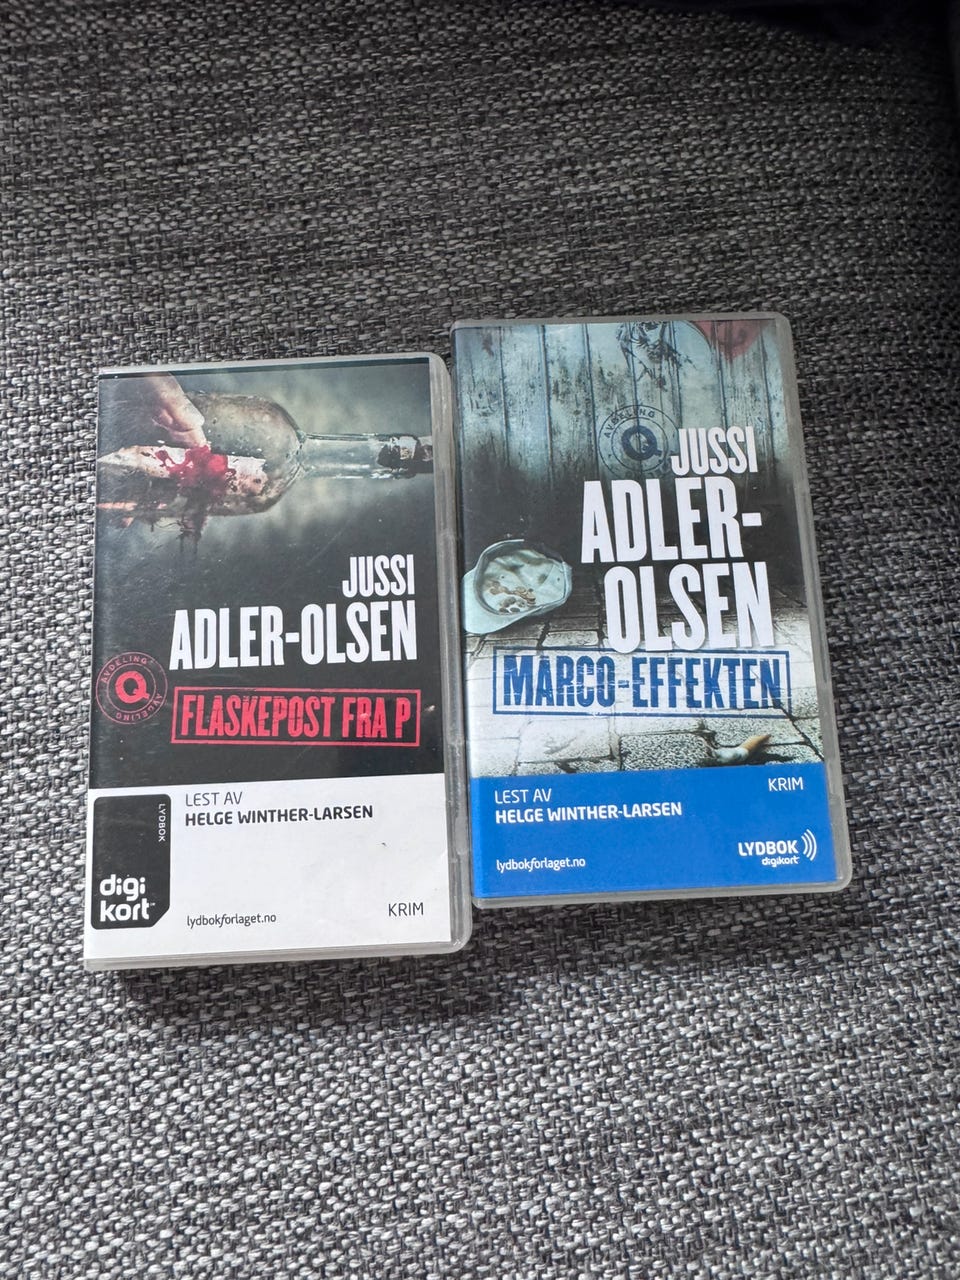 JUSSI
ADLER-OLSEN
AVDELING
Q
AVDELING
FLASKEPOST FRA P
LYDBOK
digi
kort™
LEST AV
HELGE WINTHER-LARSEN
lydbokforlaget.no
KRIM
AVDELING
Q
JUSSI
ADLER-
OLSEN
MARCO-EFFEKTEN
LEST AV
HELGE WINTHER-LARSEN
KRIM
lydbokforlaget.no
LYDBOK
digikort